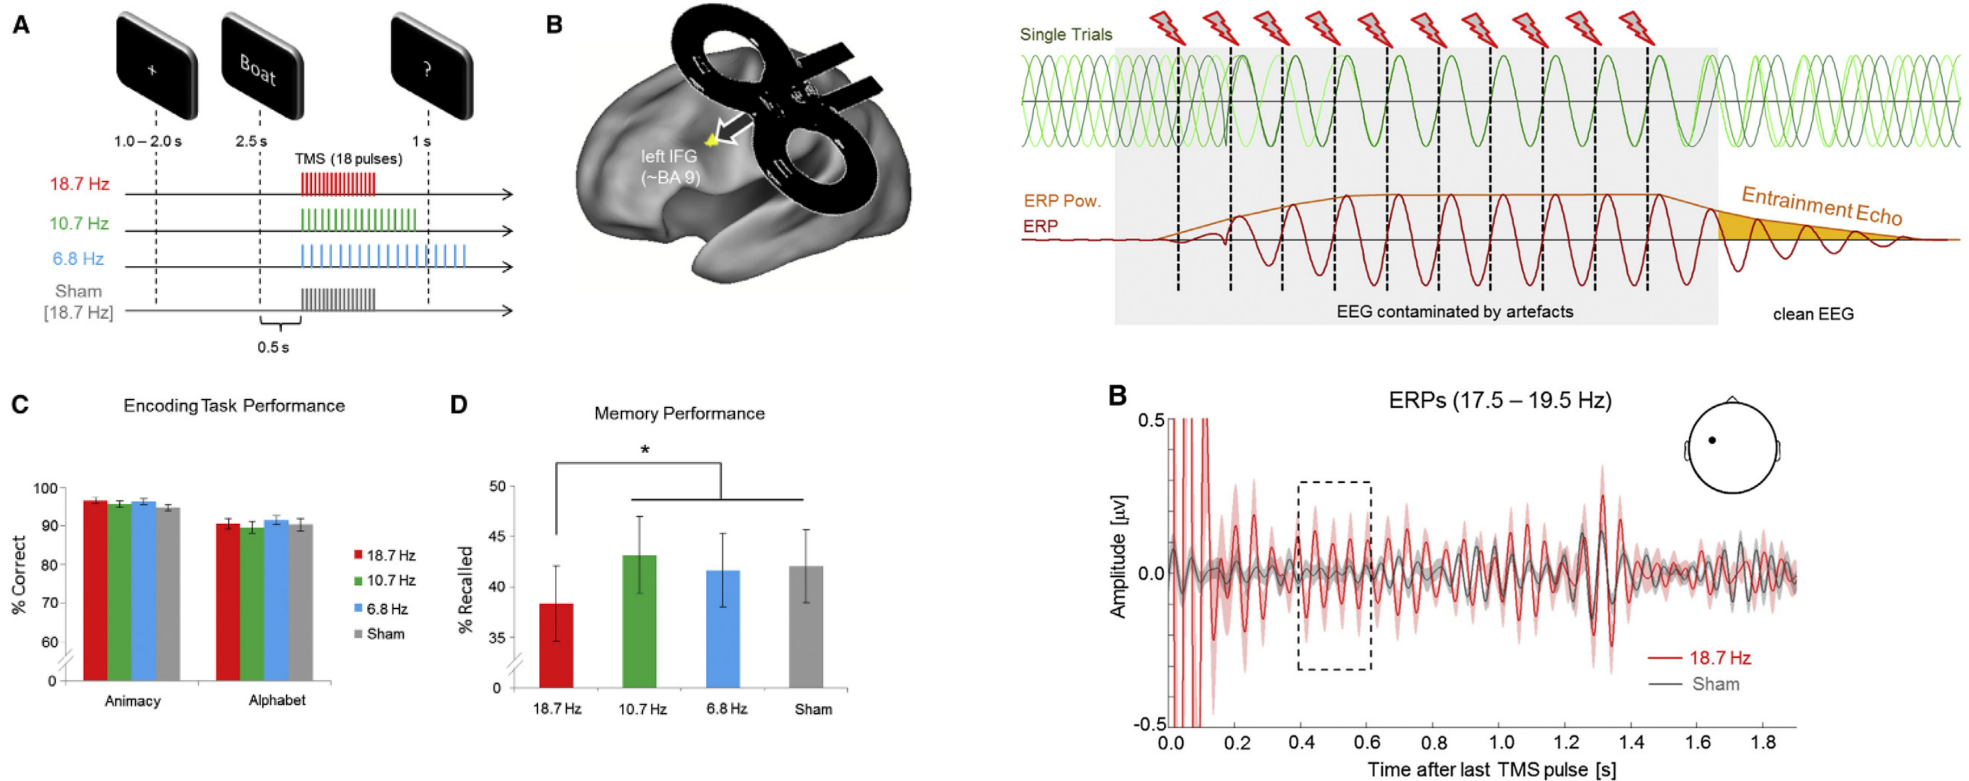 A
+
Boat
?
1.0 – 2.0 s
2.5 s
1 s
TMS (18 pulses)
18.7 Hz
10.7 Hz
6.8 Hz
Sham
[18.7 Hz]
0.5 s
B
left IFG
(~BA 9)
Single Trials
ERP Pow.
ERP
Entrainment Echo
EEG contaminated by artefacts
clean EEG
C
Encoding Task Performance
% Correct
100
90
80
70
60
0
Animacy
Alphabet
18.7 Hz
10.7 Hz
6.8 Hz
Sham
D
Memory Performance
*
% Recalled
50
45
40
35
0
18.7 Hz
10.7 Hz
6.8 Hz
Sham
B
ERPs (17.5 – 19.5 Hz)
Amplitude [µv]
0.5
0.0
-0.5
18.7 Hz
Sham
0.0 0.2 0.4 0.6 0.8 1.0 1.2 1.4 1.6 1.8
Time after last TMS pulse [s]